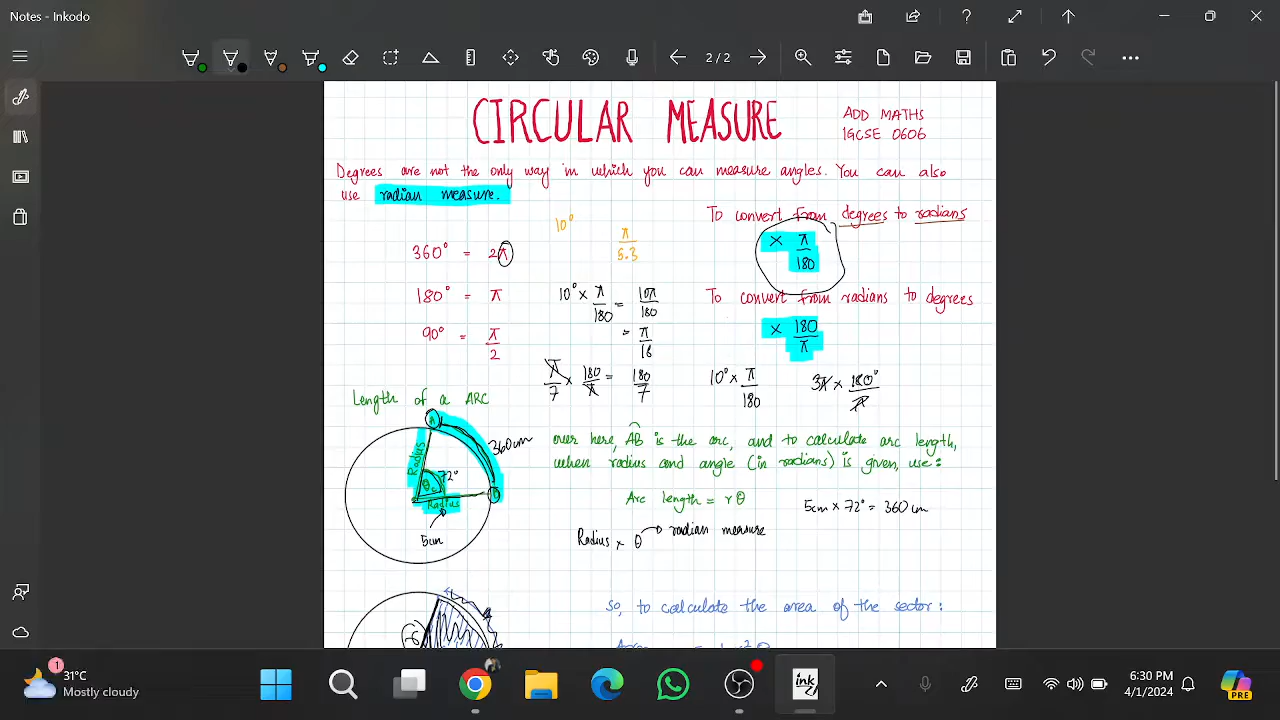 Notes - Inkodo
2/2
CIRCULAR MEASURE
ADD MATHS
IGCSE 0606
Degrees are not the only way in which you can measure angles. You can also
use radian measure.
To convert from degrees to radians
× π/180
10°
π/5.3
360° = 2π
180° = π
90° = π/2
10° × π/180 = 10π/180
= π/18
To convert from radians to degrees
× 180/π
π/7 × 180/π = 180/7
10° × π/180
3π × 180°/π
Length of a ARC
360cm
Radius
72°
Radius
5cm
over here, AB is the arc, and to calculate arc length,
when radius and angle (in radians) is given, use:
Arc length = rθ
5cm × 72° = 360 cm
Radius × θ → radian measure
so, to calculate the area of the sector:
1
31°C
Mostly cloudy
ink
6:30 PM
4/1/2024
PRE